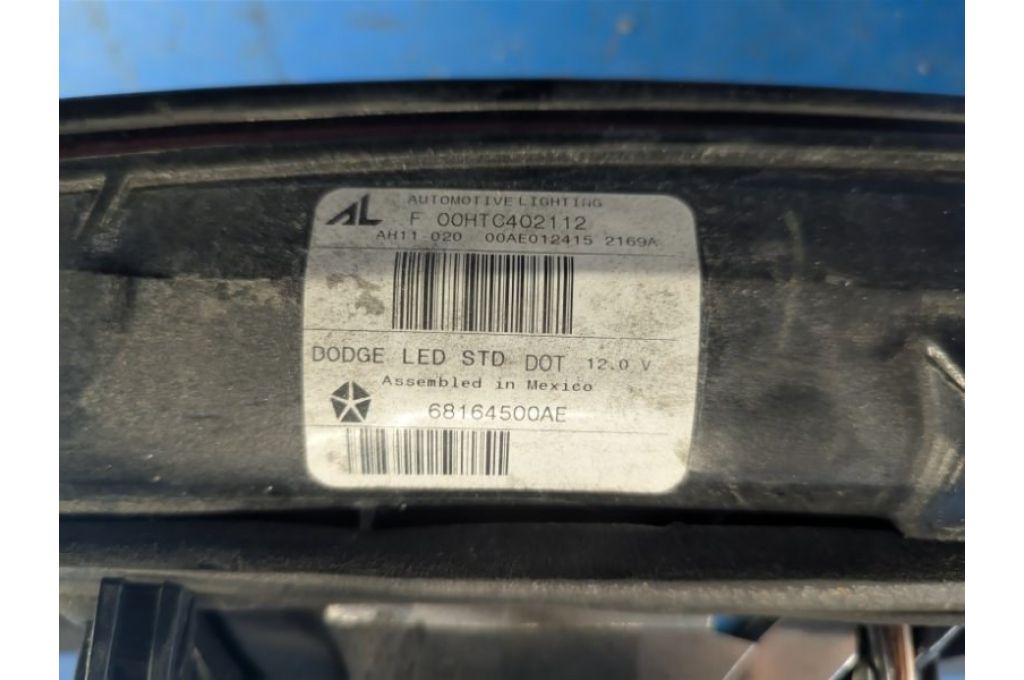 AL AUTOMOTIVE LIGHTING
F 00HTC402112
AH11-020 00AE012415 2169A
DODGE LED STD DOT 12.0 V
Assembled in Mexico
68164500AE